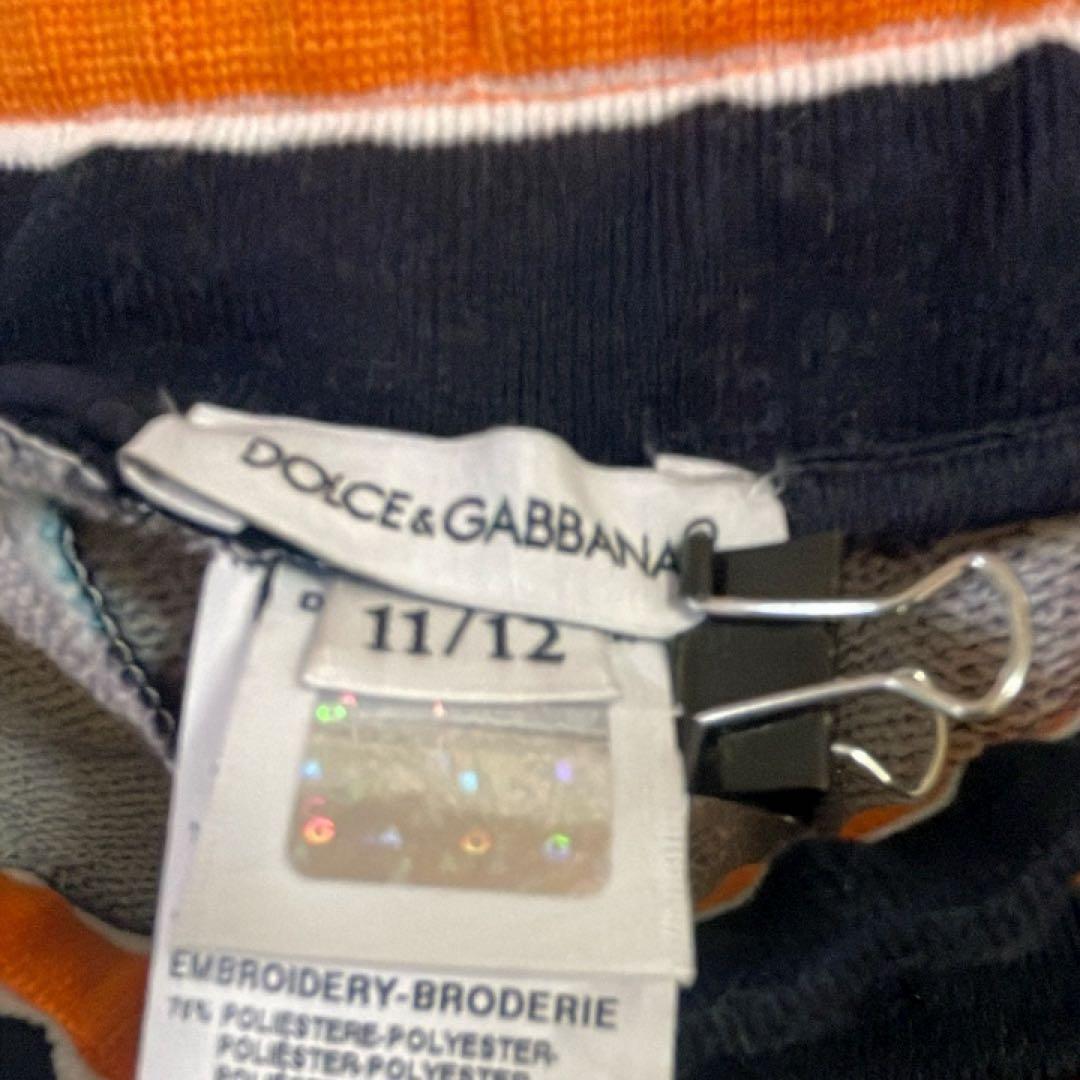 DOLCE&GABBANA
11/12
EMBROIDERY-BRODERIE
POLIESTERE-POLYESTER-
POLIÉSTER-POLYESTER